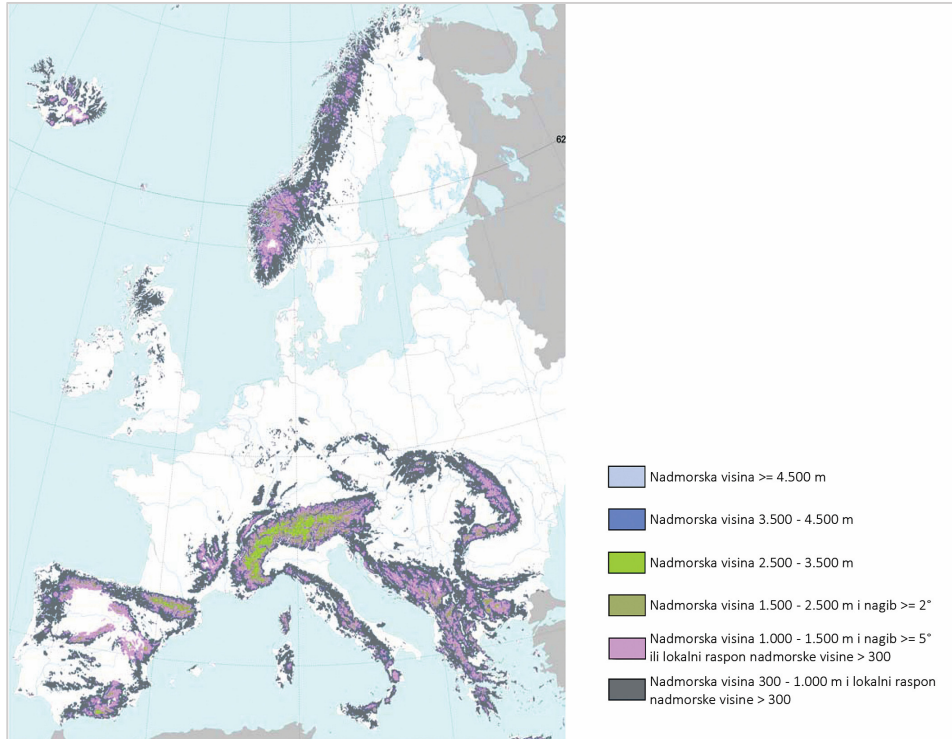 62
Nadmorska visina >= 4.500 m
Nadmorska visina 3.500 - 4.500 m
Nadmorska visina 2.500 - 3.500 m
Nadmorska visina 1.500 - 2.500 m i nagib >= 2°
Nadmorska visina 1.000 - 1.500 m i nagib >= 5°
ili lokalni raspon nadmorske visine > 300
Nadmorska visina 300 - 1.000 m i lokalni raspon
nadmorske visine > 300